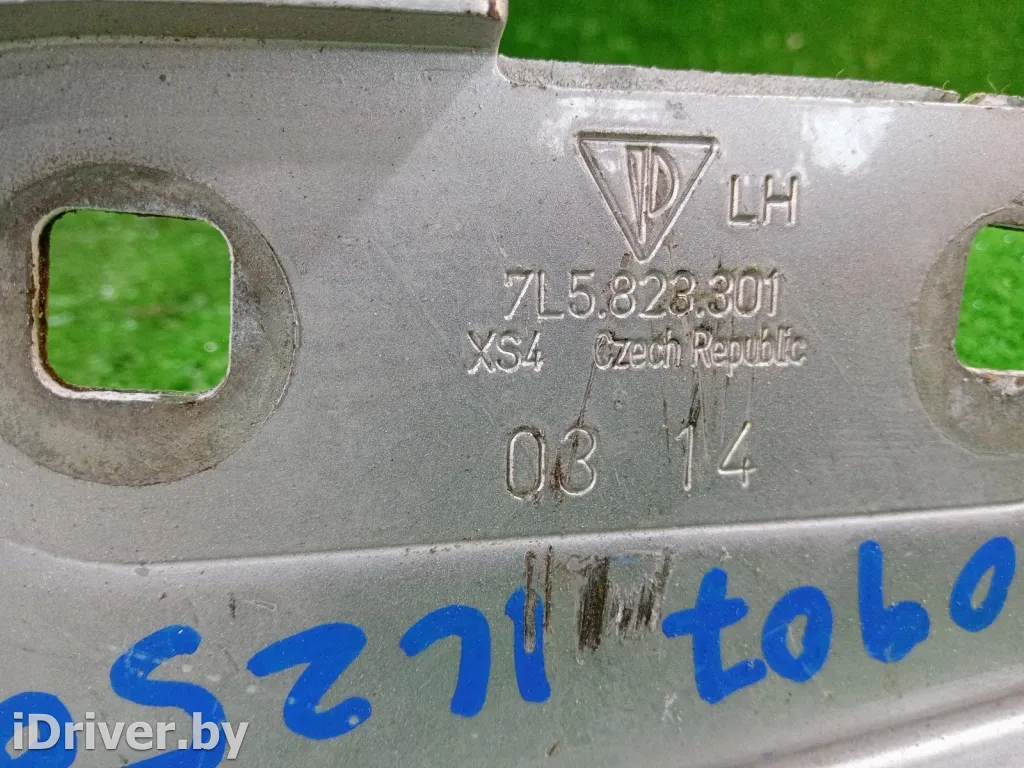 LH
7L5.823.301
XS4 Czech Republic
03 14
iDriver.by